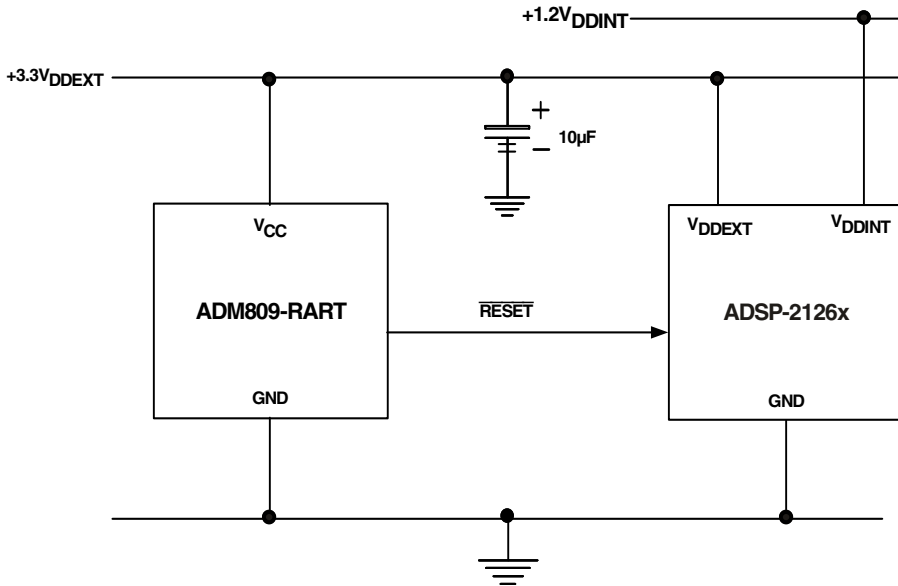 +1.2VDDINT
+3.3VDDEXT
+
10µF
–
VCC
VDDEXT VDDINT
ADM809-RART
RESET
ADSP-2126x
GND
GND